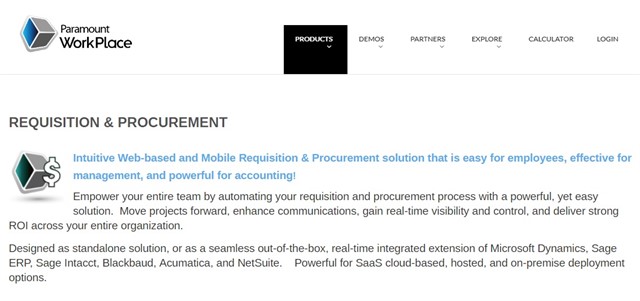 Paramount
WorkPlace
PRODUCTS DEMOS PARTNERS EXPLORE CALCULATOR LOGIN
REQUISITION & PROCUREMENT
Intuitive Web-based and Mobile Requisition & Procurement solution that is easy for employees, effective for
management, and powerful for accounting!
$
Empower your entire team by automating your requisition and procurement process with a powerful, yet easy
solution. Move projects forward, enhance communications, gain real-time visibility and control, and deliver strong
ROI across your entire organization.
Designed as standalone solution, or as a seamless out-of-the-box, real-time integrated extension of Microsoft Dynamics, Sage
ERP, Sage Intacct, Blackbaud, Acumatica, and NetSuite. Powerful for SaaS cloud-based, hosted, and on-premise deployment
options.